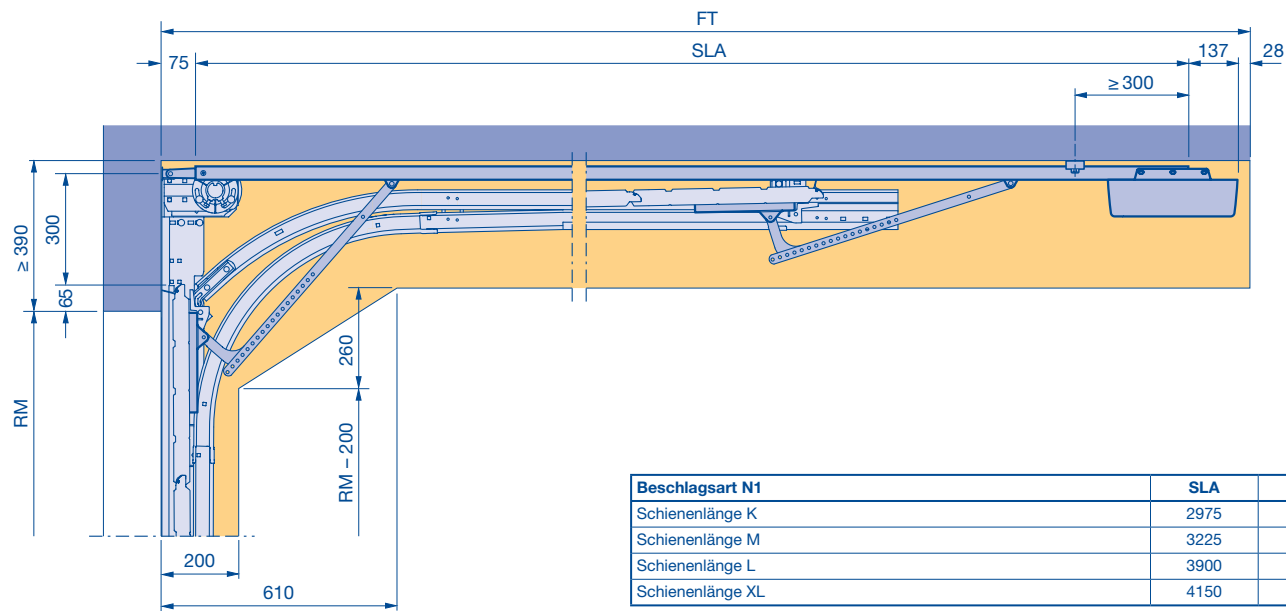 FT
75
SLA
137
28
≥ 300
≥ 390
300
65
RM
260
RM – 200
200
610
Beschlagsart N1 SLA
Schienenlänge K 2975
Schienenlänge M 3225
Schienenlänge L 3900
Schienenlänge XL 4150